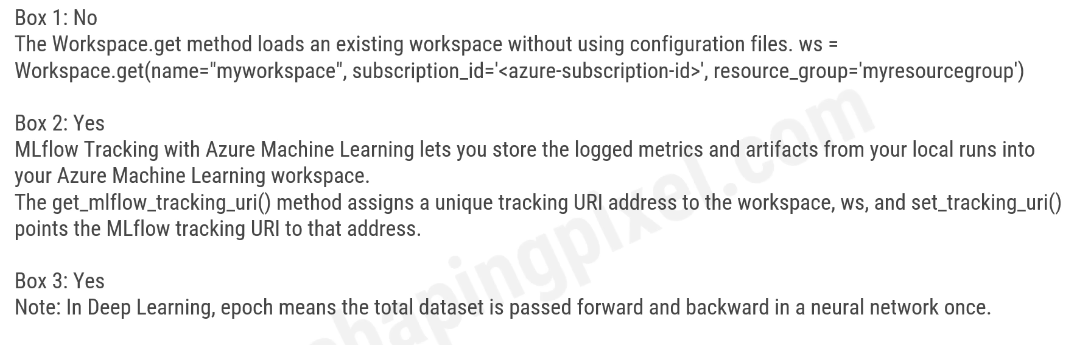 Box 1: No
The Workspace.get method loads an existing workspace without using configuration files. ws =
Workspace.get(name="myworkspace", subscription_id='<azure-subscription-id>', resource_group='myresourcegroup')
Box 2: Yes
MLflow Tracking with Azure Machine Learning lets you store the logged metrics and artifacts from your local runs into
your Azure Machine Learning workspace.
The get_mlflow_tracking_uri() method assigns a unique tracking URI address to the workspace, ws, and set_tracking_uri()
points the MLflow tracking URI to that address.
Box 3: Yes
Note: In Deep Learning, epoch means the total dataset is passed forward and backward in a neural network once.
shapingpixel.com